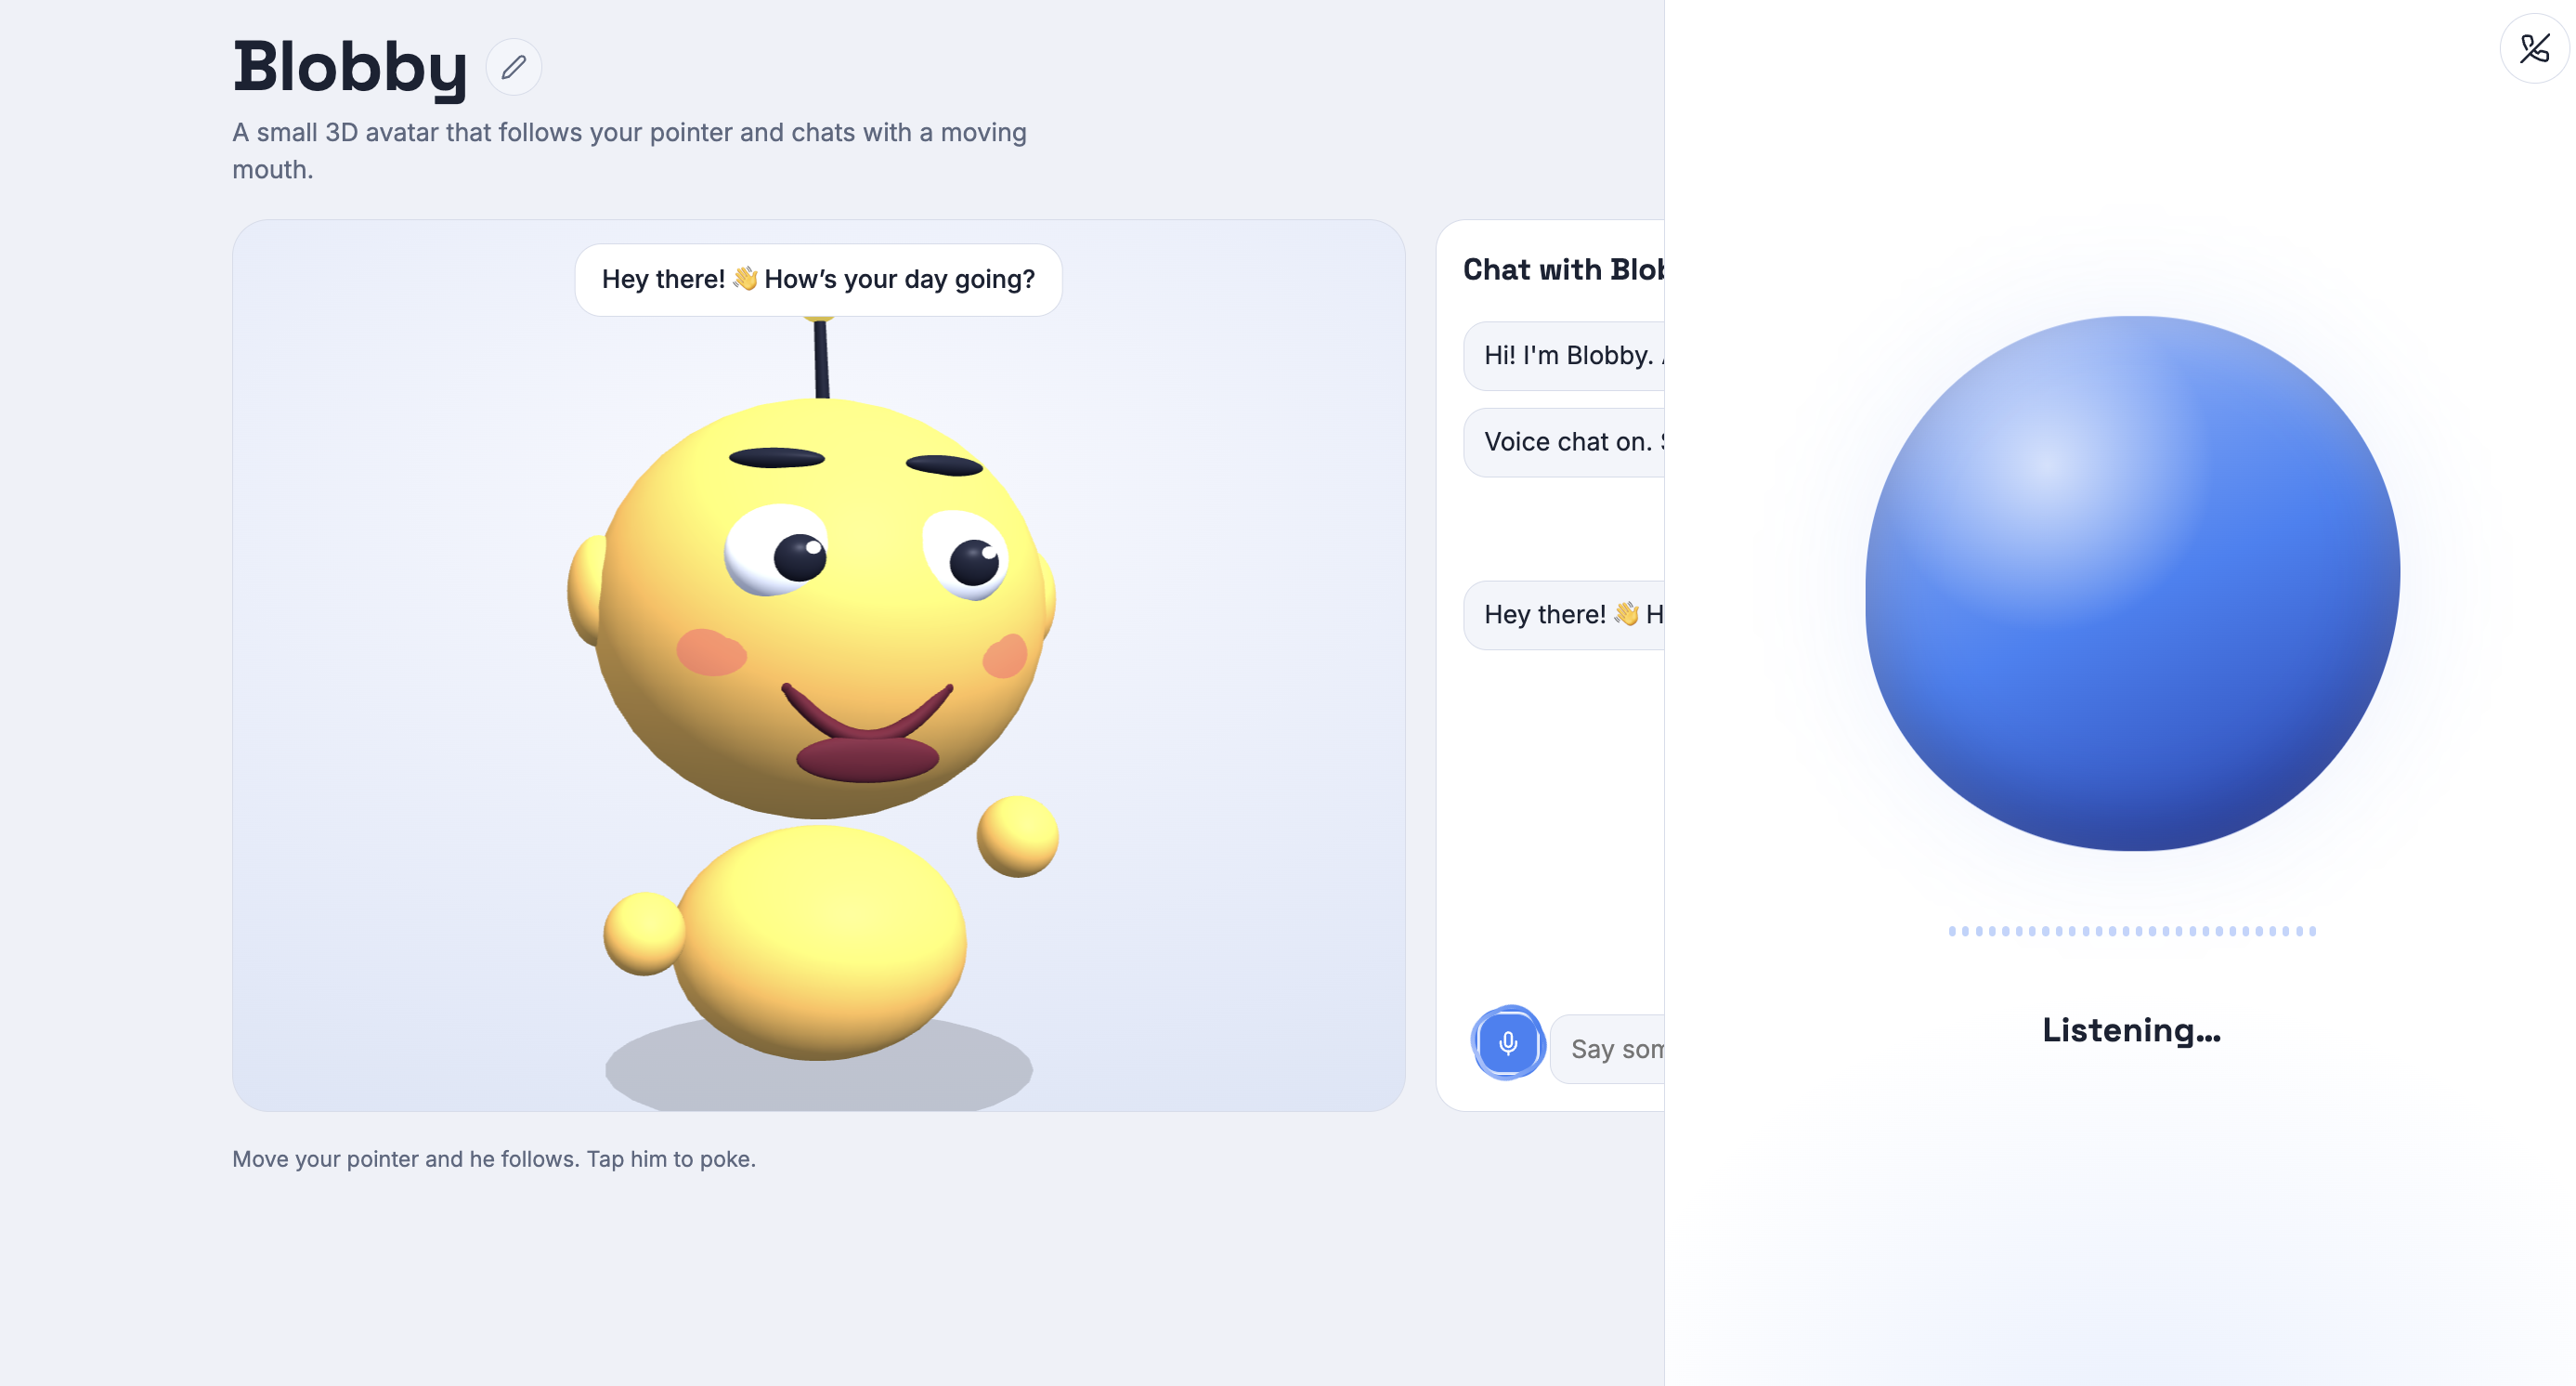 Blobby
A small 3D avatar that follows your pointer and chats with a moving
mouth.
Hey there! 👋 How’s your day going?
Chat with Blob
Hi! I'm Blobby.
Voice chat on.
Hey there! 👋 H
Say som
Move your pointer and he follows. Tap him to poke.
Listening...